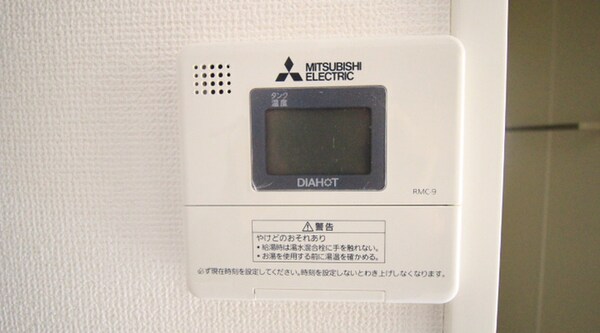 MITSUBISHI
ELECTRIC
タンク
温度
DIAHOT
RMC-9
⚠警告
やけどのおそれあり
・給湯時は湯水混合栓に手を触れない。
・お湯を使用する前に湯温を確かめる。
必ず現在時刻を設定してください。時刻を設定しないとわき上げしなくなります。